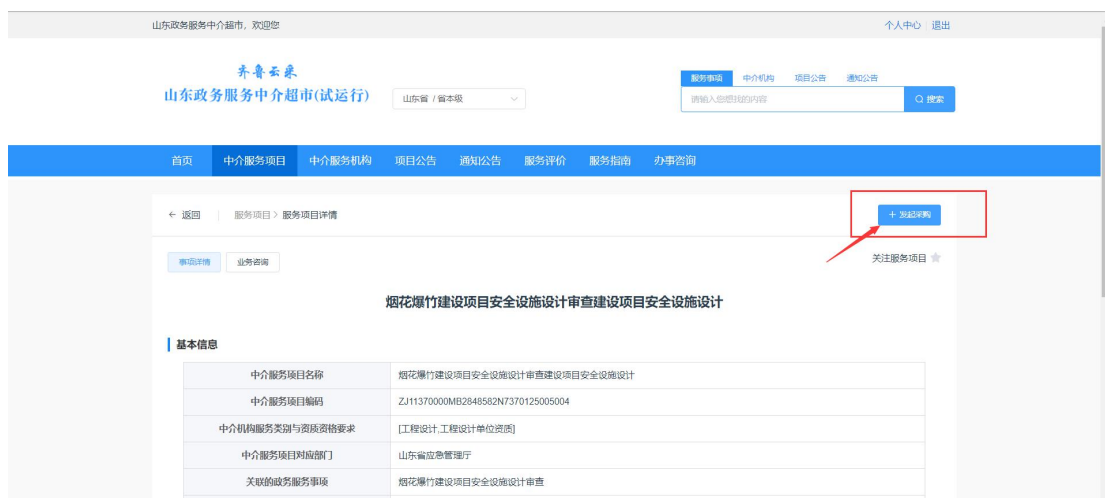 山东政务服务中介超市，欢迎您 个人中心 | 退出
齐鲁云采
山东政务服务中介超市(试运行) 山东省 / 省本级
服务事项 中介机构 项目公告 通知公告
请输入您想找的内容 搜索
首页 中介服务项目 中介服务机构 项目公告 通知公告 服务评价 服务指南 办事咨询
← 返回 | 服务项目 > 服务项目详情 + 发起采购
事项详情 业务咨询 关注服务项目
烟花爆竹建设项目安全设施设计审查建设项目安全设施设计
基本信息
中介服务项目名称 烟花爆竹建设项目安全设施设计审查建设项目安全设施设计
中介服务项目编码 ZJ11370000MB2848582N7370125005004
中介机构服务类别与资质资格要求 [工程设计,工程设计单位资质]
中介服务项目对应部门 山东省应急管理厅
关联的政务服务事项 烟花爆竹建设项目安全设施设计审查